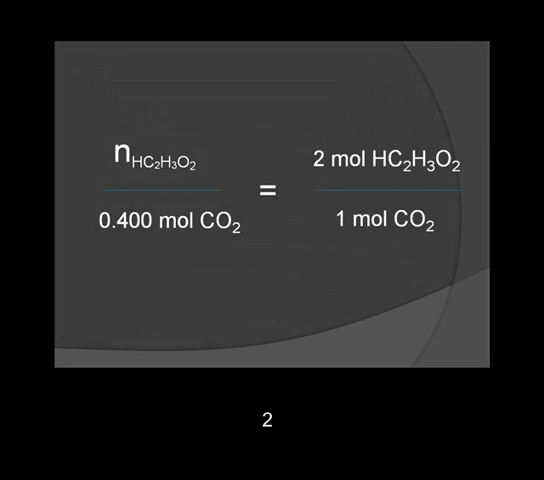 nHC₂H₃O₂
2 mol HC₂H₃O₂
=
0.400 mol CO₂
1 mol CO₂
2